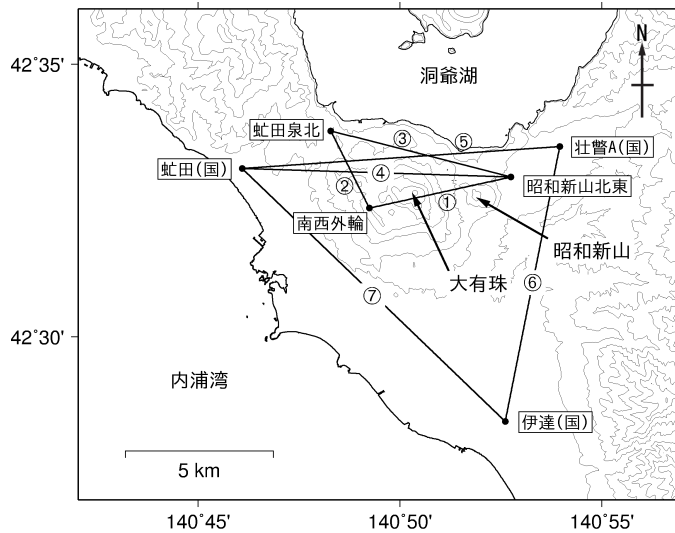 42˚35'
42˚30'
N
洞爺湖
虻田泉北
③
⑤
壮瞥A(国)
虻田(国)
④
昭和新山北東
②
①
南西外輪
昭和新山
大有珠
⑥
⑦
内浦湾
伊達(国)
5 km
140˚45'
140˚50'
140˚55'